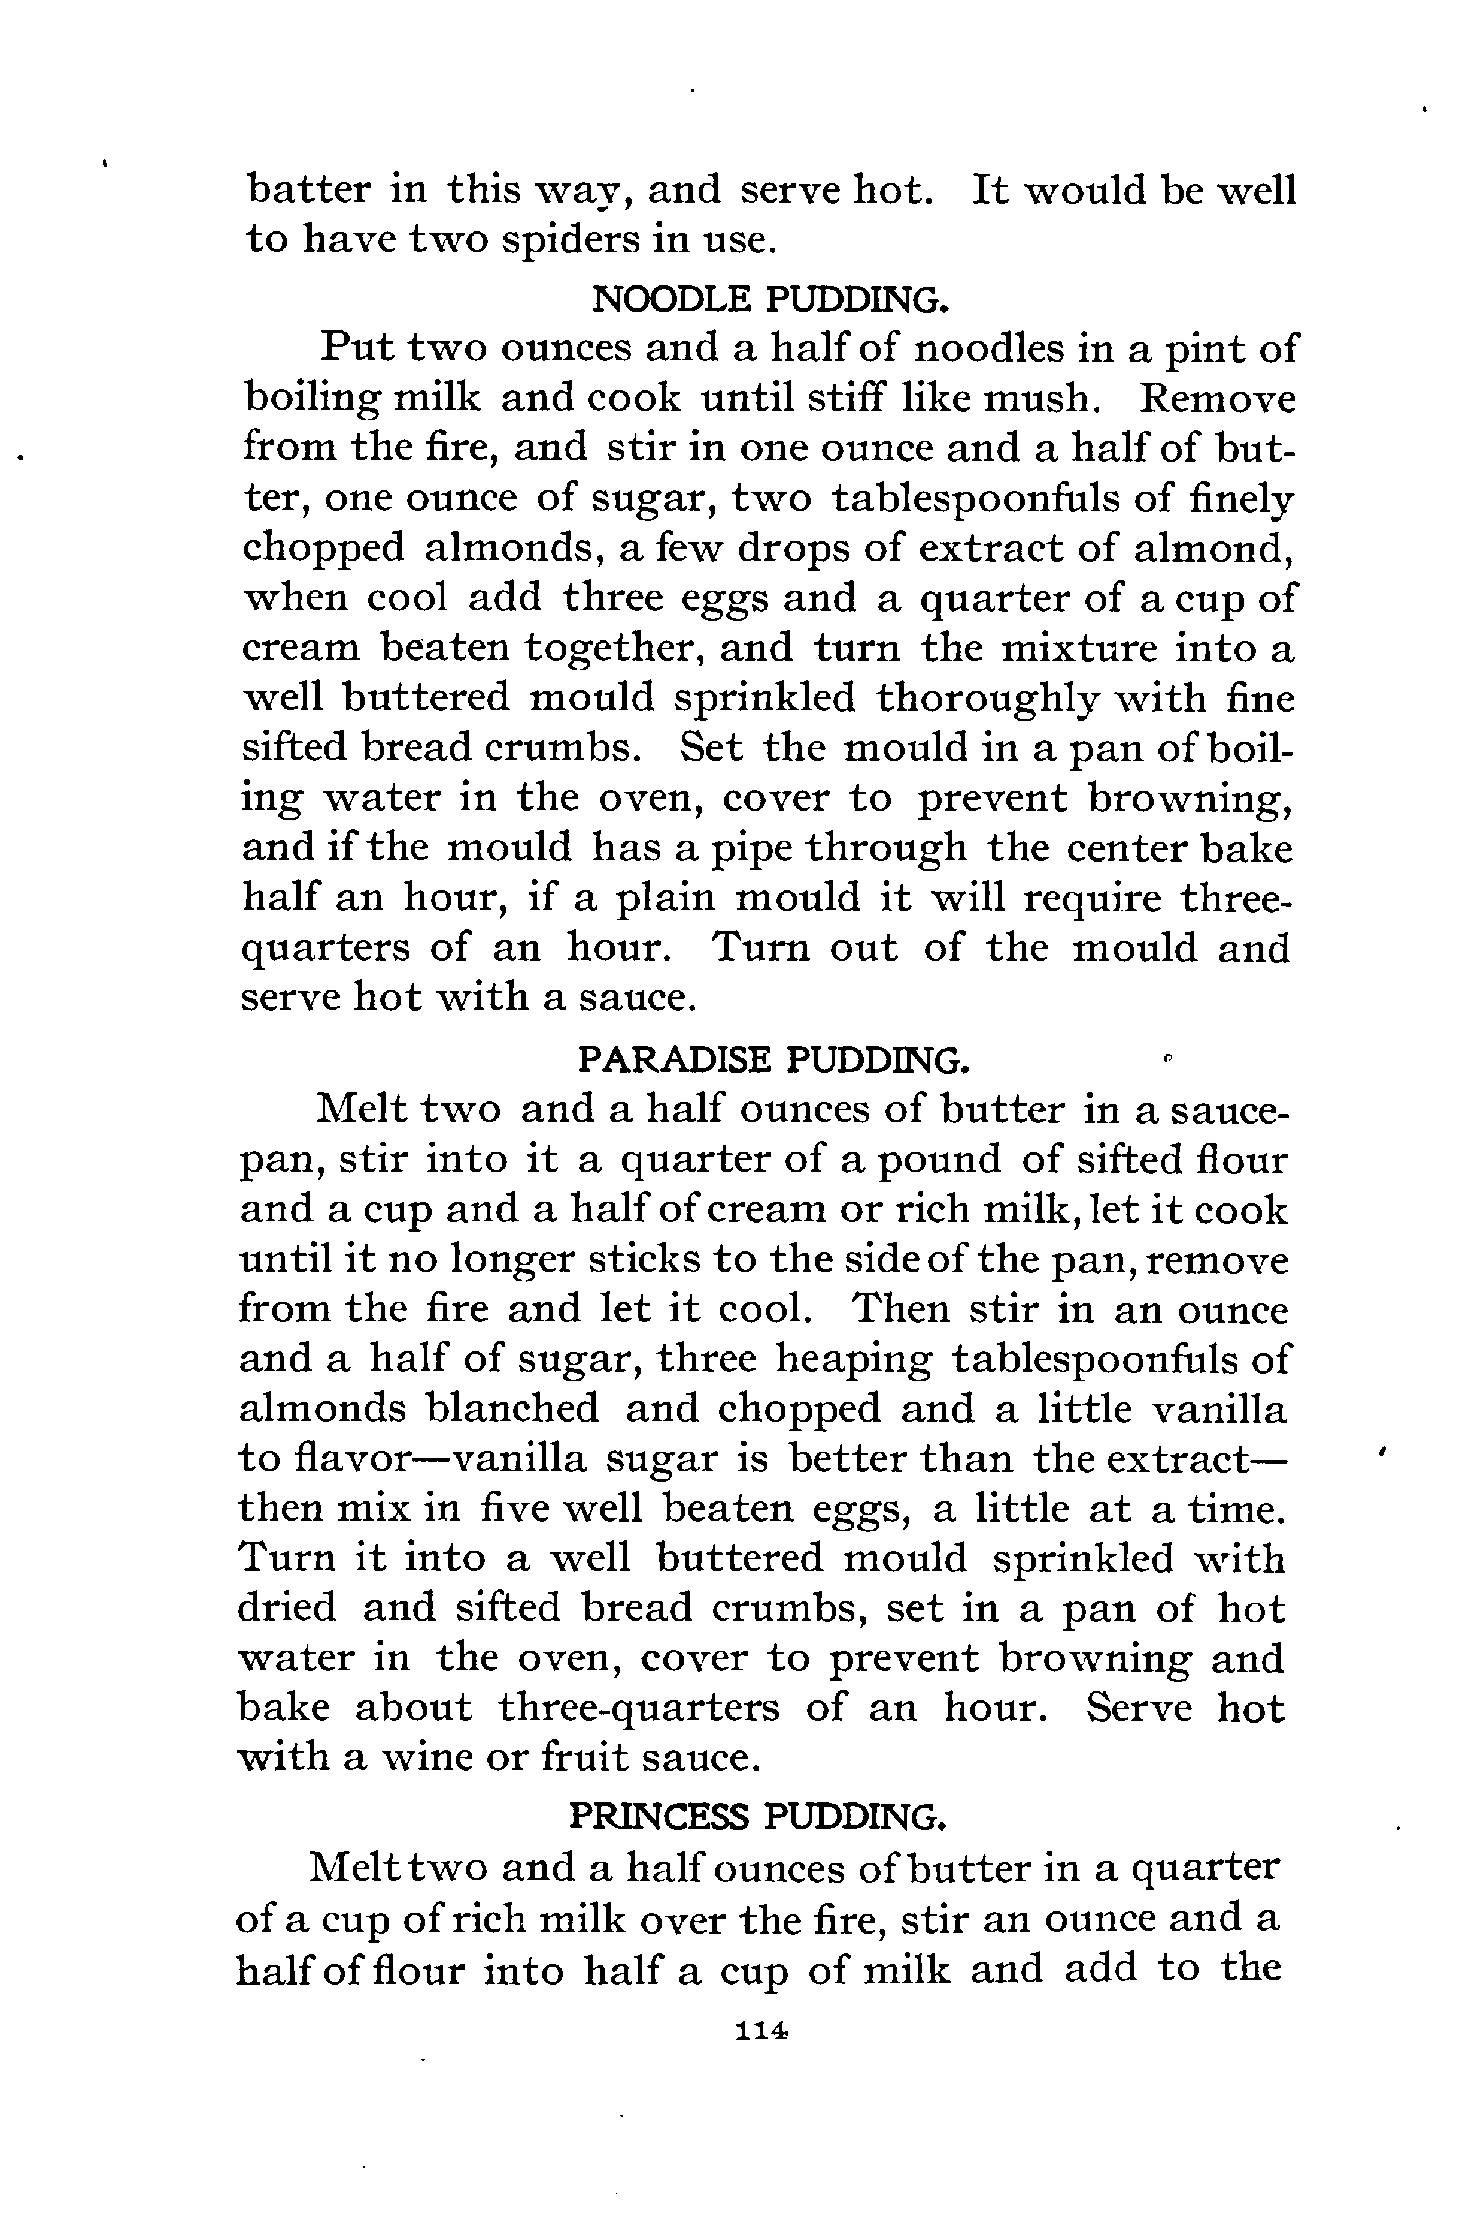 batter in this way, and serve hot. It would be well
to have two spiders in use.
NOODLE PUDDING.
Put two ounces and a half of noodles in a pint of
boiling milk and cook until stiff like mush. Remove
from the fire, and stir in one ounce and a half of but-
ter, one ounce of sugar, two tablespoonfuls of finely
chopped almonds, a few drops of extract of almond,
when cool add three eggs and a quarter of a cup of
cream beaten together, and turn the mixture into a
well buttered mould sprinkled thoroughly with fine
sifted bread crumbs. Set the mould in a pan of boil-
ing water in the oven, cover to prevent browning,
and if the mould has a pipe through the center bake
half an hour, if a plain mould it will require three-
quarters of an hour. Turn out of the mould and
serve hot with a sauce.
PARADISE PUDDING.
Melt two and a half ounces of butter in a sauce-
pan, stir into it a quarter of a pound of sifted flour
and a cup and a half of cream or rich milk, let it cook
until it no longer sticks to the side of the pan, remove
from the fire and let it cool. Then stir in an ounce
and a half of sugar, three heaping tablespoonfuls of
almonds blanched and chopped and a little vanilla
to flavor—vanilla sugar is better than the extract—
then mix in five well beaten eggs, a little at a time.
Turn it into a well buttered mould sprinkled with
dried and sifted bread crumbs, set in a pan of hot
water in the oven, cover to prevent browning and
bake about three-quarters of an hour. Serve hot
with a wine or fruit sauce.
PRINCESS PUDDING.
Melt two and a half ounces of butter in a quarter
of a cup of rich milk over the fire, stir an ounce and a
half of flour into half a cup of milk and add to the
114